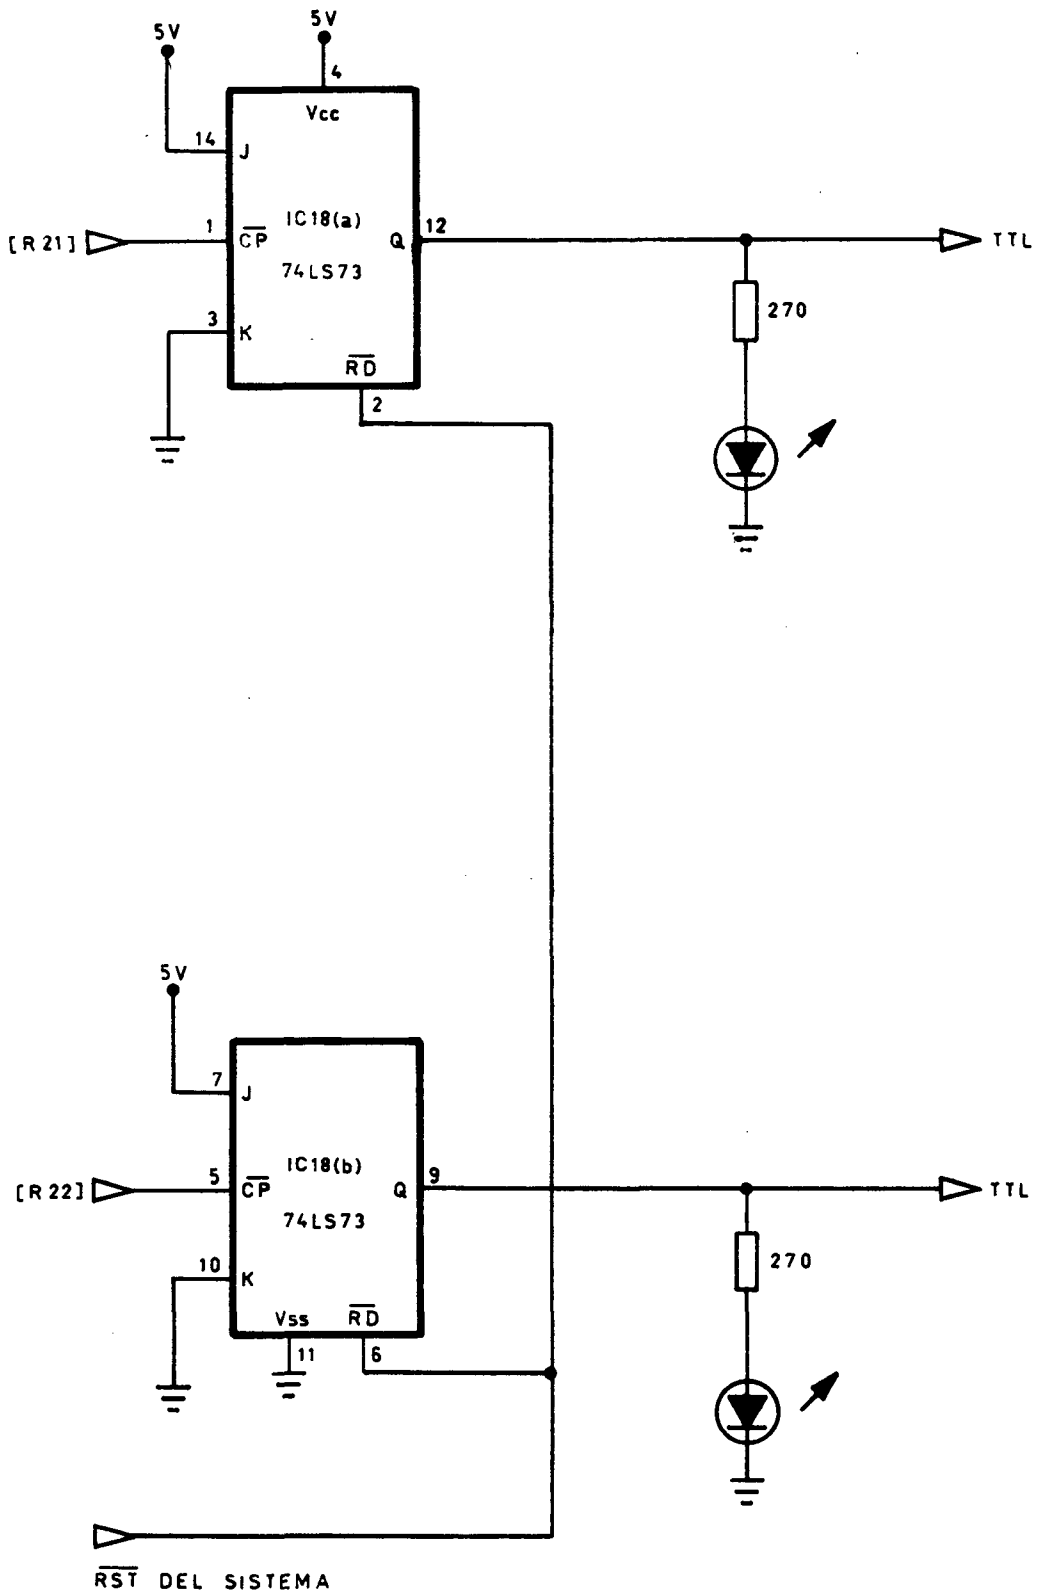 5V
5V
4
Vcc
14
J
[R21]
1
CP
IC18(a)
Q
12
TTL
74LS73
270
3
K
RD
2
5V
7
J
[R22]
5
CP
IC18(b)
Q
9
TTL
74LS73
270
10
K
Vss
RD
11
6
RST DEL SISTEMA